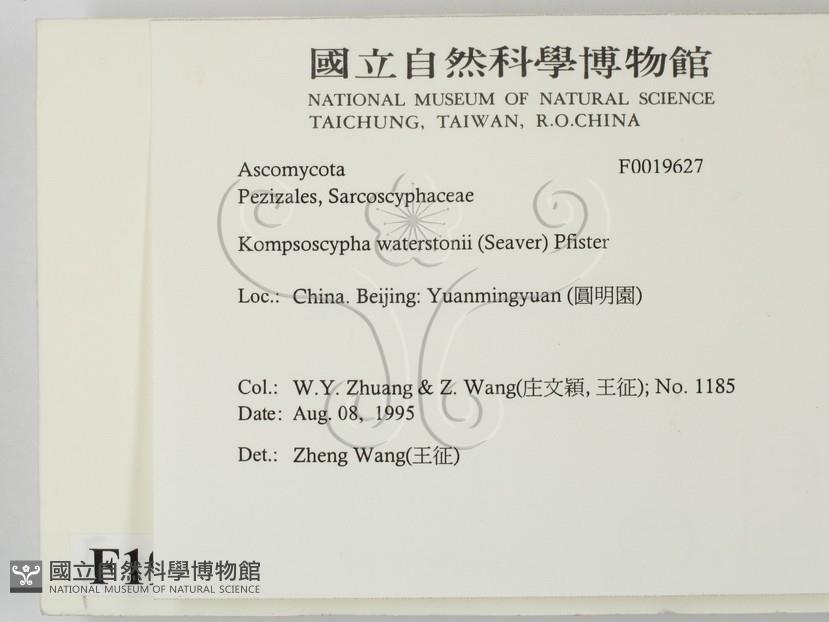 國立自然科學博物館
NATIONAL MUSEUM OF NATURAL SCIENCE
TAICHUNG, TAIWAN, R.O.CHINA
Ascomycota F0019627
Pezizales, Sarcoscyphaceae
Kompsoscypha waterstonii (Seaver) Pfister
Loc.: China. Beijing: Yuanmingyuan (圓明園)
Col.: W.Y. Zhuang & Z. Wang(庄文穎, 王征); No. 1185
Date: Aug. 08, 1995
Det.: Zheng Wang(王征)
國立自然科學博物館
NATIONAL MUSEUM OF NATURAL SCIENCE